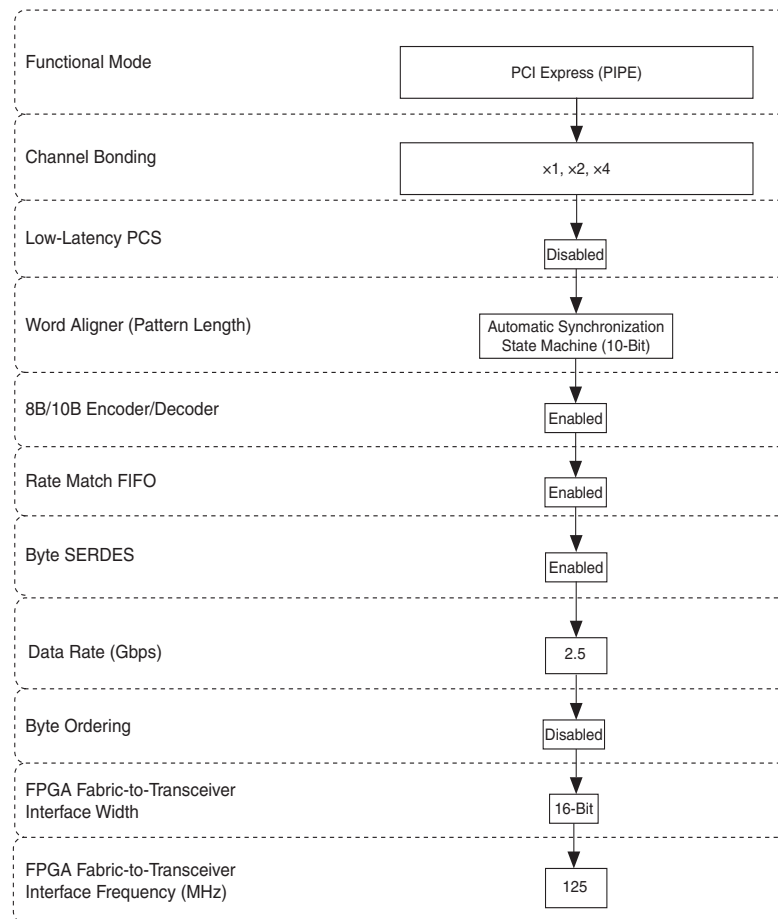 Functional Mode
PCI Express (PIPE)
Channel Bonding
×1, ×2, ×4
Low-Latency PCS
Disabled
Word Aligner (Pattern Length)
Automatic Synchronization
State Machine (10-Bit)
8B/10B Encoder/Decoder
Enabled
Rate Match FIFO
Enabled
Byte SERDES
Enabled
Data Rate (Gbps)
2.5
Byte Ordering
Disabled
FPGA Fabric-to-Transceiver
Interface Width
16-Bit
FPGA Fabric-to-Transceiver
Interface Frequency (MHz)
125